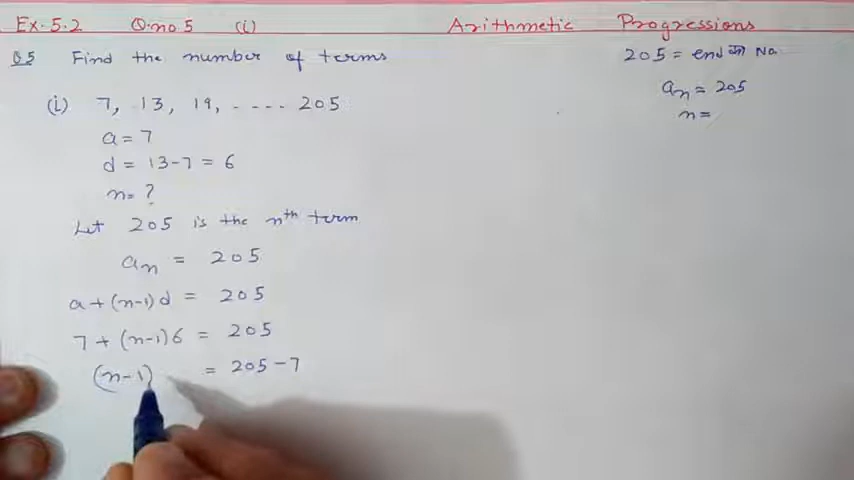 Ex-5.2 Q.no 5 (i) Arithmetic Progressions
Q5 Find the number of terms
205 = end का No.
(i) 7, 13, 19, ..... 205
aₙ = 205
n =
a = 7
d = 13-7 = 6
n = ?
Let 205 is the nᵗʰ term
aₙ = 205
a + (n-1)d = 205
7 + (n-1)6 = 205
(n-1) = 205-7